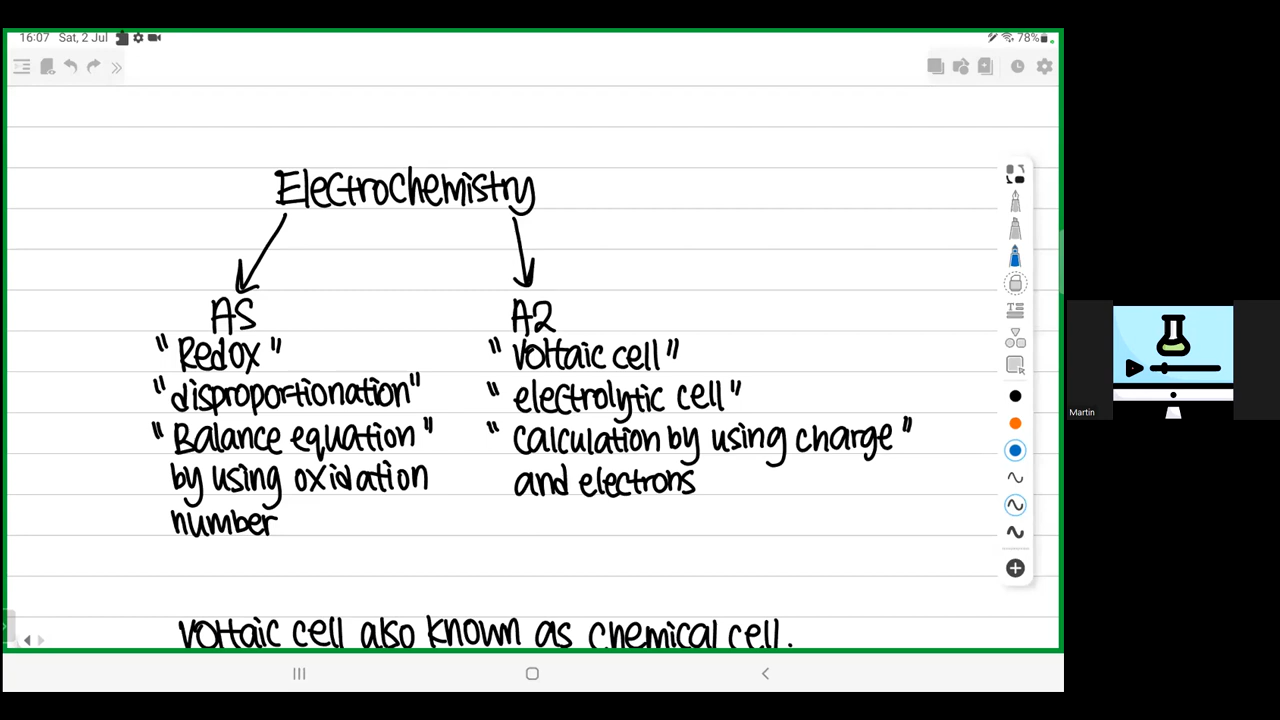 16:07 Sat, 2 Jul
78%
Electrochemistry
AS
A2
"Redox"
"voltaic cell"
"disproportionation"
"electrolytic cell"
"Balance equation"
"calculation by using charge"
by using oxidation
and electrons
number
Voltaic cell also known as chemical cell.
Martin